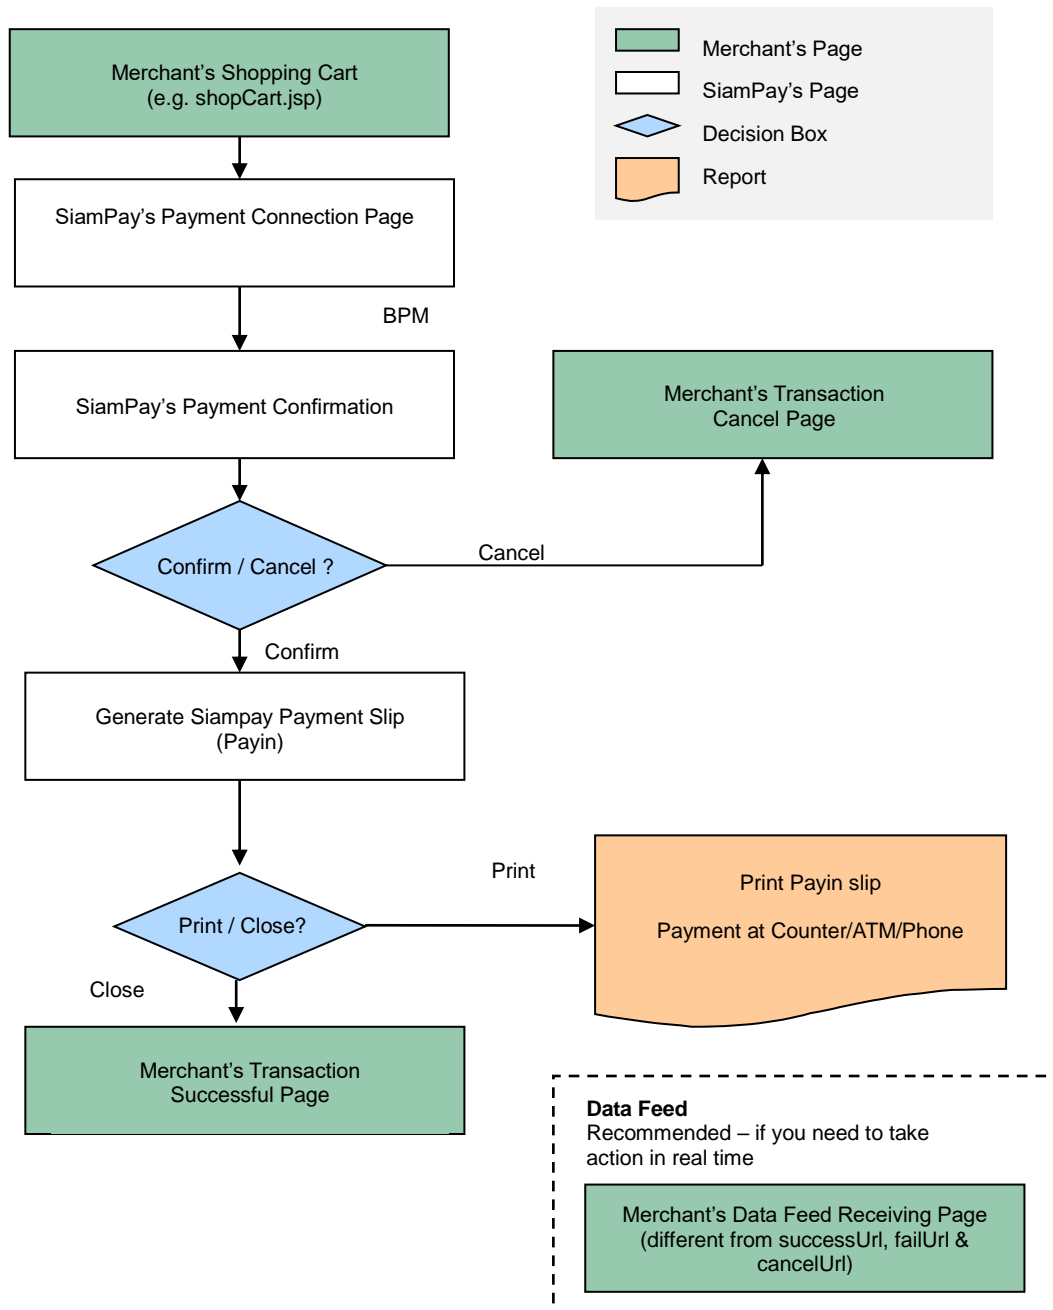 Merchant's Shopping Cart
(e.g. shopCart.jsp)
Merchant's Page
SiamPay's Page
Decision Box
Report
SiamPay's Payment Connection Page
BPM
SiamPay's Payment Confirmation
Merchant's Transaction
Cancel Page
Confirm / Cancel ?
Cancel
Confirm
Generate Siampay Payment Slip
(Payin)
Print / Close?
Print
Print Payin slip
Payment at Counter/ATM/Phone
Close
Merchant's Transaction
Successful Page
Data Feed
Recommended – if you need to take
action in real time
Merchant's Data Feed Receiving Page
(different from successUrl, failUrl &
cancelUrl)